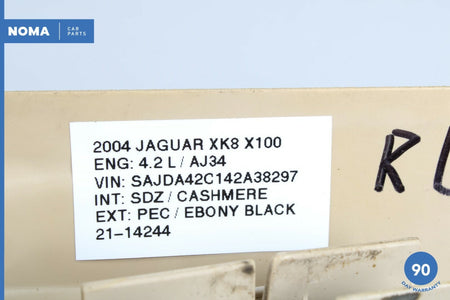 NOMA CAR
PARTS
2004 JAGUAR XK8 X100
ENG: 4.2 L / AJ34
VIN: SAJDA42C142A38297
INT: SDZ / CASHMERE
EXT: PEC / EBONY BLACK
21-14244
90
DAY WARRANTY